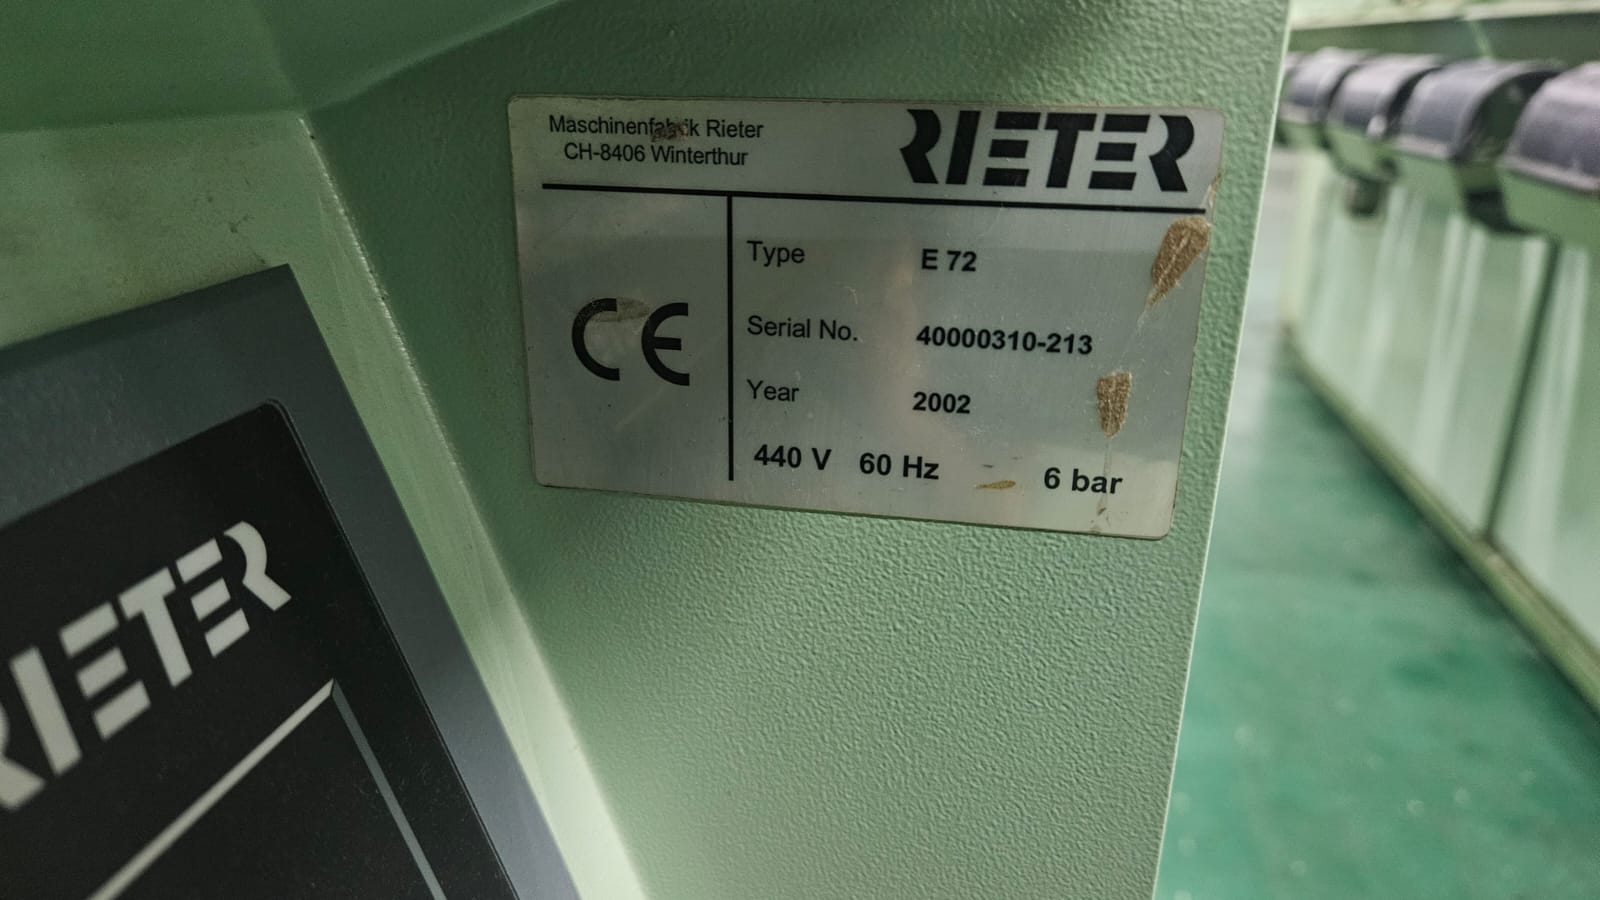 Maschinenfabrik Rieter
CH-8406 Winterthur
RIETER
CE
Type E 72
Serial No. 40000310-213
Year 2002
440 V 60 Hz 6 bar
RIETER